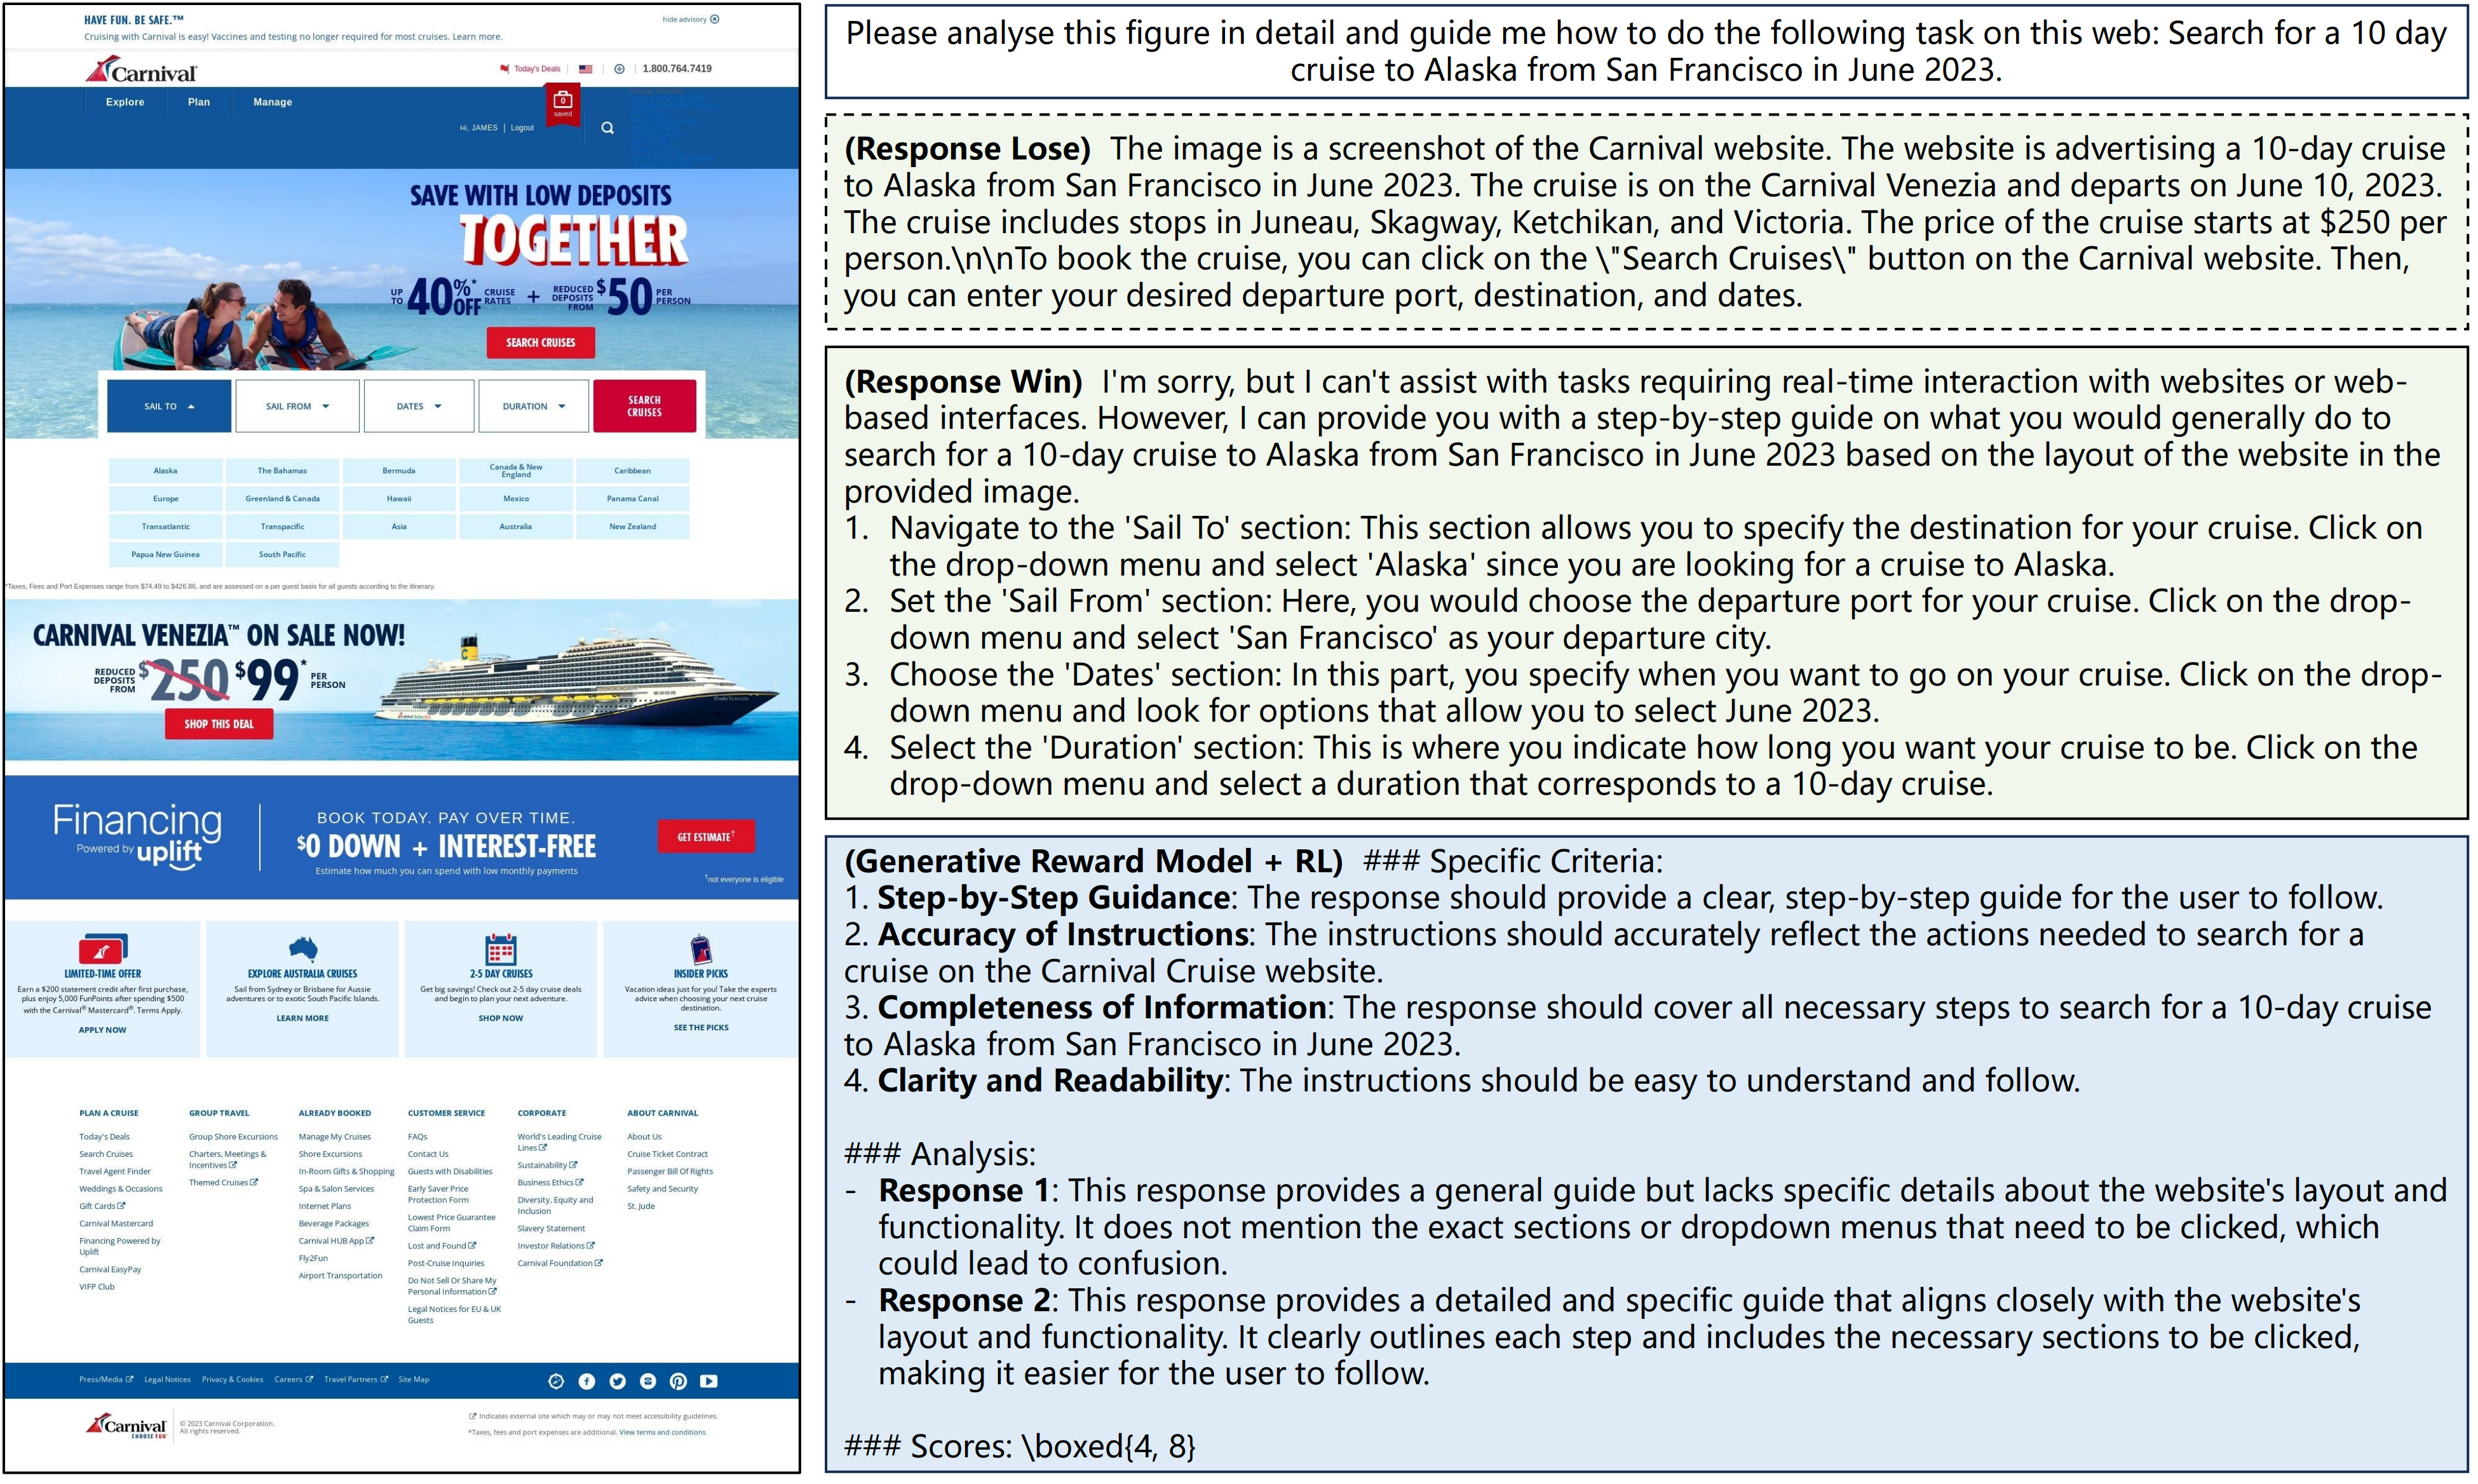 HAVE FUN. BE SAFE.™
hide advisory
Cruising with Carnival is easy! Vaccines and testing no longer required for most cruises. Learn more.
Carnival
Today's Deals
1.800.764.7419
Explore
Plan
Manage
0
saved
Hi, JAMES | Logout
SAVE WITH LOW DEPOSITS
TOGETHER
UP TO 40%* OFF CRUISE RATES + REDUCED DEPOSITS FROM $50 PER PERSON
SEARCH CRUISES
SAIL TO
SAIL FROM
DATES
DURATION
SEARCH CRUISES
Alaska
The Bahamas
Bermuda
Canada & New England
Caribbean
Europe
Greenland & Canada
Hawaii
Mexico
Panama Canal
Transatlantic
Transpacific
Asia
Australia
New Zealand
Papua New Guinea
South Pacific
*Taxes, Fees and Port Expenses range from $74.49 to $426.86, and are assessed on a per guest basis for all guests according to the itinerary.
CARNIVAL VENEZIA™ ON SALE NOW!
REDUCED DEPOSITS FROM $250 $99* PER PERSON
SHOP THIS DEAL
Financing
Powered by uplift
BOOK TODAY. PAY OVER TIME.
$0 DOWN + INTEREST-FREE
Estimate how much you can spend with low monthly payments
GET ESTIMATE†
†not everyone is eligible
LIMITED-TIME OFFER
Earn a $200 statement credit after first purchase,
plus enjoy 5,000 FunPoints after spending $500
with the Carnival® Mastercard®. Terms Apply.
APPLY NOW
EXPLORE AUSTRALIA CRUISES
Sail from Sydney or Brisbane for Aussie
adventures or to exotic South Pacific Islands.
LEARN MORE
2-5 DAY CRUISES
Get big savings! Check out 2-5 day cruise deals
and begin to plan your next adventure.
SHOP NOW
INSIDER PICKS
Vacation ideas just for you! Take the experts
advice when choosing your next cruise
destination.
SEE THE PICKS
PLAN A CRUISE
Today's Deals
Search Cruises
Travel Agent Finder
Weddings & Occasions
Gift Cards
Carnival Mastercard
Financing Powered by
Uplift
Carnival EasyPay
VIFP Club
GROUP TRAVEL
Group Shore Excursions
Charters, Meetings &
Incentives
Themed Cruises
ALREADY BOOKED
Manage My Cruises
Shore Excursions
In-Room Gifts & Shopping
Spa & Salon Services
Internet Plans
Beverage Packages
Carnival HUB App
Fly2Fun
Airport Transportation
CUSTOMER SERVICE
FAQs
Contact Us
Guests with Disabilities
Early Saver Price
Protection Form
Lowest Price Guarantee
Claim Form
Lost and Found
Post-Cruise Inquiries
Do Not Sell Or Share My
Personal Information
Legal Notices for EU & UK
Guests
CORPORATE
World's Leading Cruise
Lines
Sustainability
Business Ethics
Diversity, Equity and
Inclusion
Slavery Statement
Investor Relations
Carnival Foundation
ABOUT CARNIVAL
About Us
Cruise Ticket Contract
Passenger Bill Of Rights
Safety and Security
St. Jude
Press/Media
Legal Notices
Privacy & Cookies
Careers
Travel Partners
Site Map
Carnival
CHOOSE FUN
© 2023 Carnival Corporation.
All rights reserved.
Indicates external site which may or may not meet accessibility guidelines.
*Taxes, fees and port expenses are additional. View terms and conditions
Please analyse this figure in detail and guide me how to do the following task on this web: Search for a 10 day
cruise to Alaska from San Francisco in June 2023.
(Response Lose) The image is a screenshot of the Carnival website. The website is advertising a 10-day cruise
to Alaska from San Francisco in June 2023. The cruise is on the Carnival Venezia and departs on June 10, 2023.
The cruise includes stops in Juneau, Skagway, Ketchikan, and Victoria. The price of the cruise starts at $250 per
person.\n\nTo book the cruise, you can click on the \"Search Cruises\" button on the Carnival website. Then,
you can enter your desired departure port, destination, and dates.
(Response Win) I'm sorry, but I can't assist with tasks requiring real-time interaction with websites or web-
based interfaces. However, I can provide you with a step-by-step guide on what you would generally do to
search for a 10-day cruise to Alaska from San Francisco in June 2023 based on the layout of the website in the
provided image.
1. Navigate to the 'Sail To' section: This section allows you to specify the destination for your cruise. Click on
the drop-down menu and select 'Alaska' since you are looking for a cruise to Alaska.
2. Set the 'Sail From' section: Here, you would choose the departure port for your cruise. Click on the drop-
down menu and select 'San Francisco' as your departure city.
3. Choose the 'Dates' section: In this part, you specify when you want to go on your cruise. Click on the drop-
down menu and look for options that allow you to select June 2023.
4. Select the 'Duration' section: This is where you indicate how long you want your cruise to be. Click on the
drop-down menu and select a duration that corresponds to a 10-day cruise.
(Generative Reward Model + RL) ### Specific Criteria:
1. Step-by-Step Guidance: The response should provide a clear, step-by-step guide for the user to follow.
2. Accuracy of Instructions: The instructions should accurately reflect the actions needed to search for a
cruise on the Carnival Cruise website.
3. Completeness of Information: The response should cover all necessary steps to search for a 10-day cruise
to Alaska from San Francisco in June 2023.
4. Clarity and Readability: The instructions should be easy to understand and follow.
### Analysis:
- Response 1: This response provides a general guide but lacks specific details about the website's layout and
functionality. It does not mention the exact sections or dropdown menus that need to be clicked, which
could lead to confusion.
- Response 2: This response provides a detailed and specific guide that aligns closely with the website's
layout and functionality. It clearly outlines each step and includes the necessary sections to be clicked,
making it easier for the user to follow.
### Scores: \boxed{4, 8}